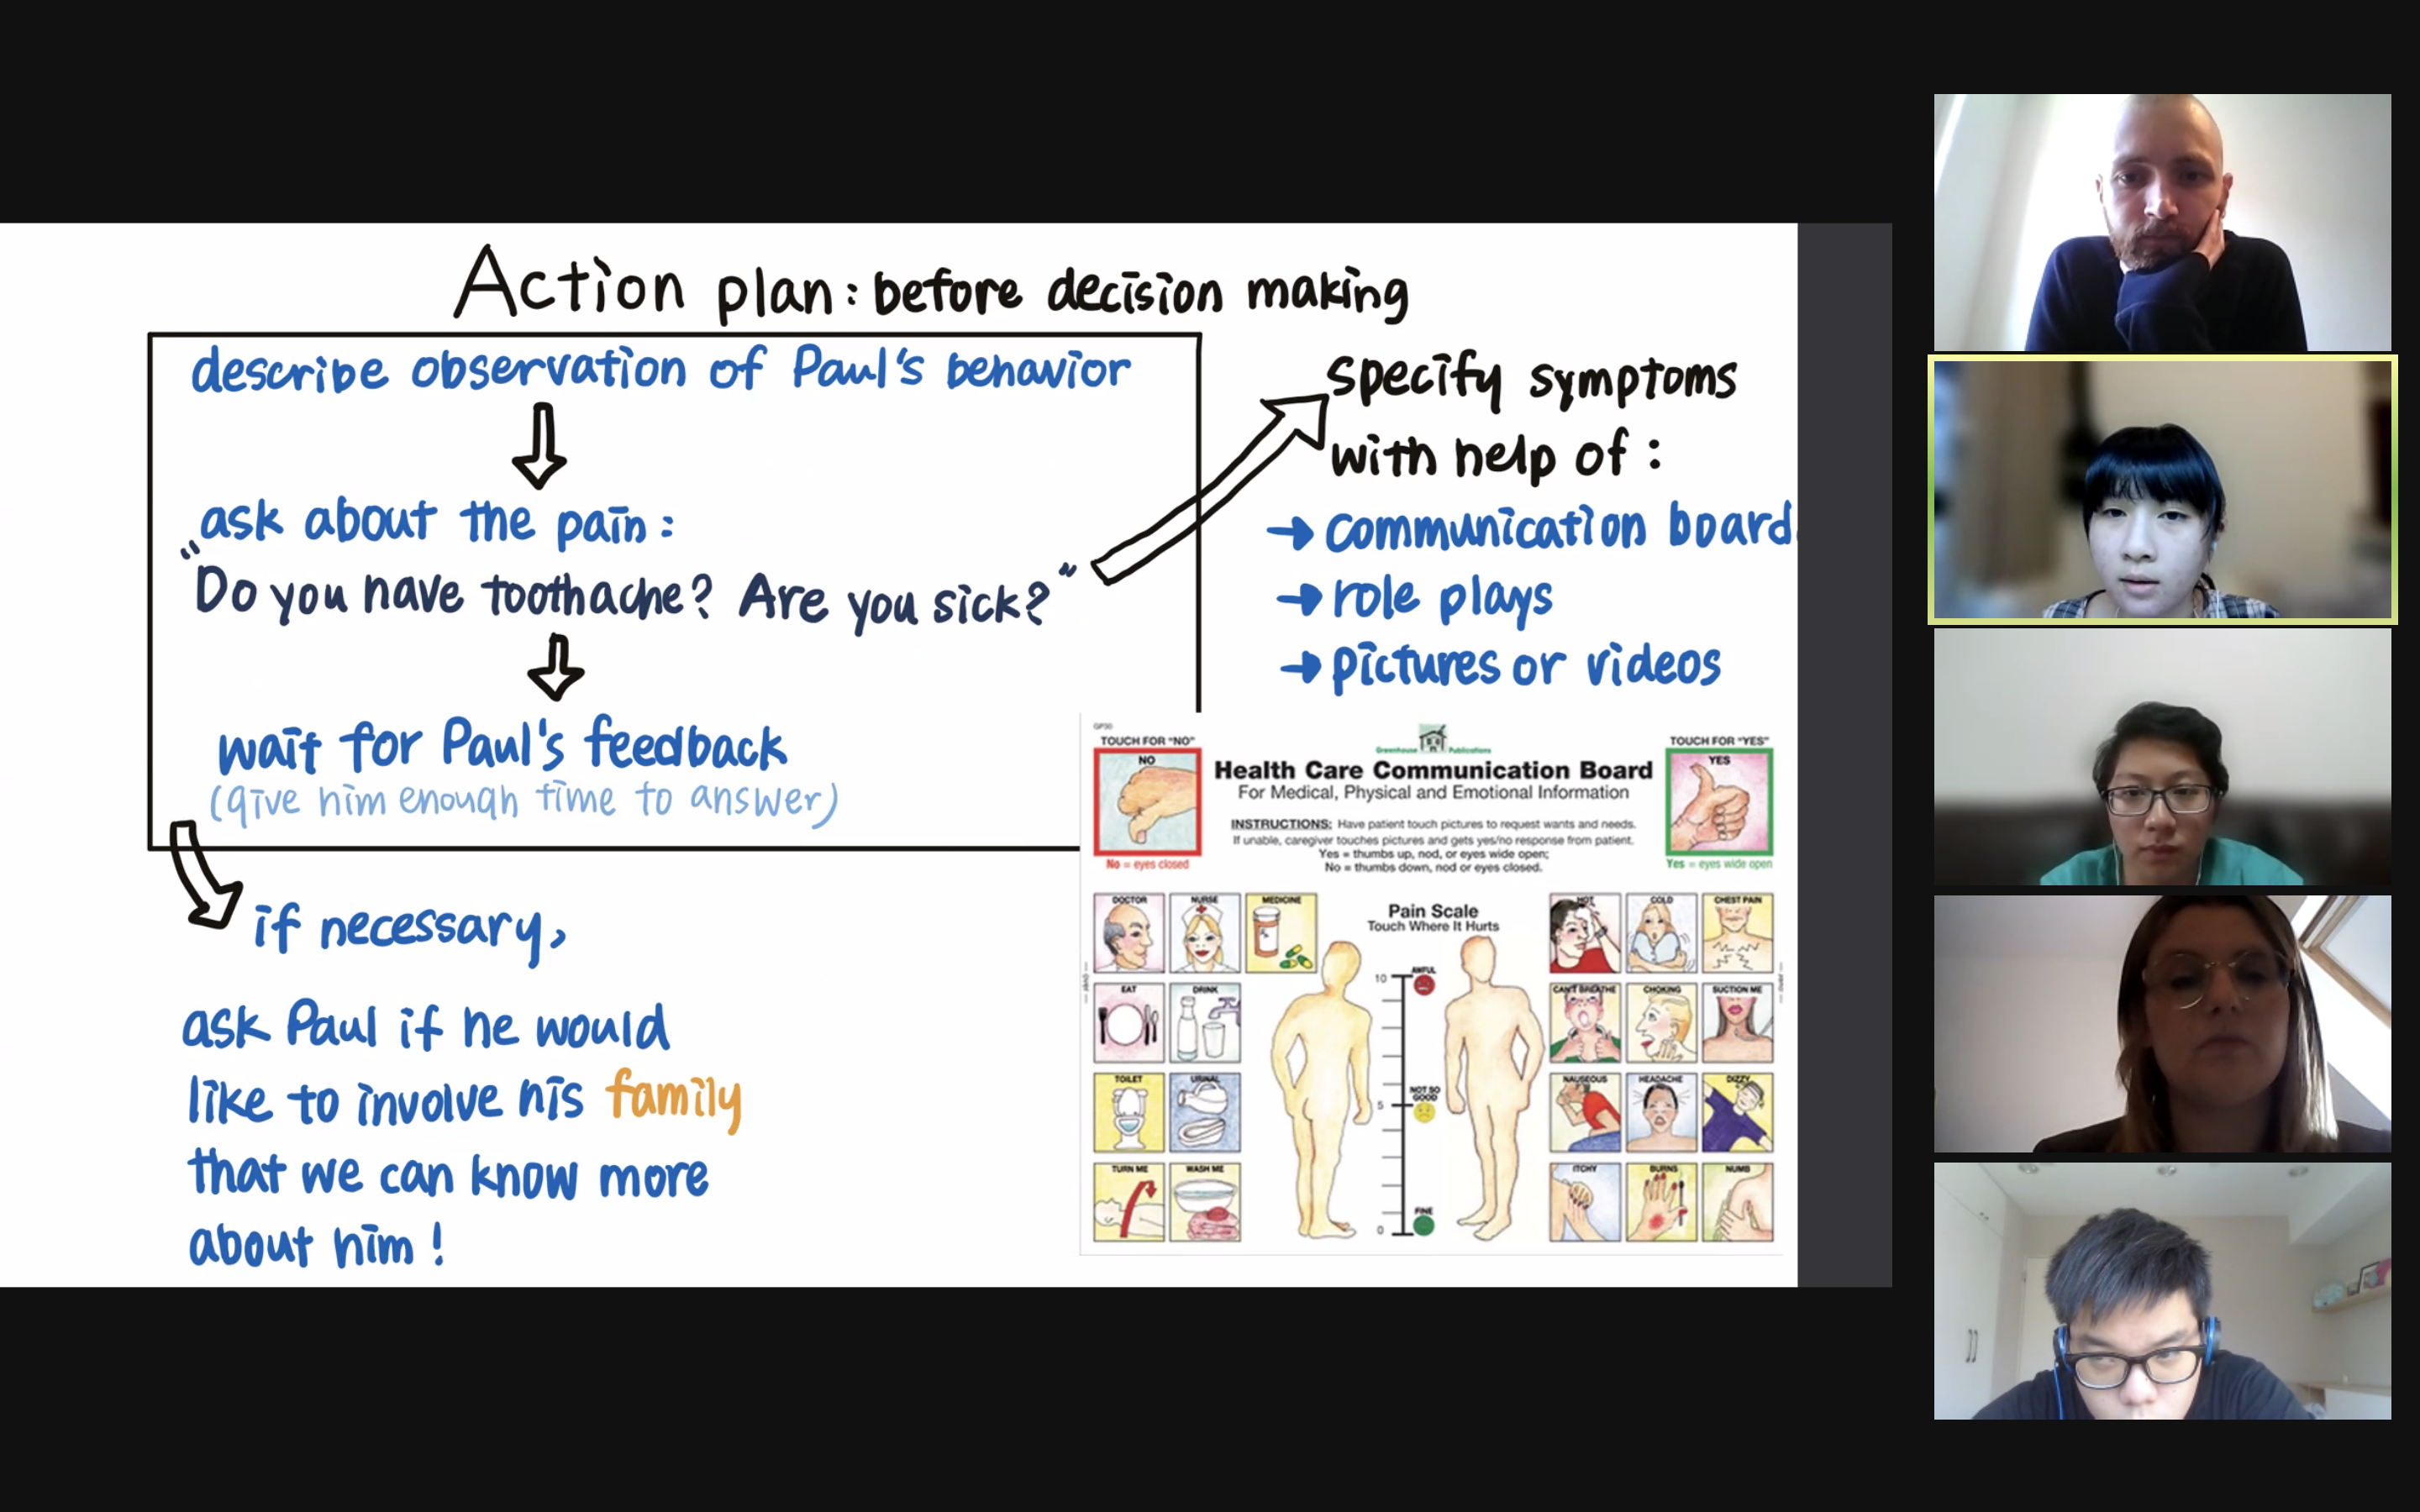 Action plan: before decision making
describe observation of Paul's behavior
ask about the pain:
"Do you have toothache? Are you sick?"
wait for Paul's feedback
(give him enough time to answer)
if necessary,
ask Paul if he would
like to involve his family
that we can know more
about him!
specify symptoms
with help of:
→ communication board
→ role plays
→ pictures or videos
TOUCH FOR "NO"
NO
No = eyes closed
Greenhouse Publications
Health Care Communication Board
For Medical, Physical and Emotional Information
INSTRUCTIONS: Have patient touch pictures to request wants and needs.
If unable, caregiver touches pictures and gets yes/no response from patient.
Yes = thumbs up, nod, or eyes wide open;
No = thumbs down, nod or eyes closed.
TOUCH FOR "YES"
YES
Yes = eyes wide open
DOCTOR
NURSE
MEDICINE
EAT
DRINK
TOILET
URINAL
TURN ME
WASH ME
Pain Scale
Touch Where It Hurts
10
AWFUL
5
NOT SO
GOOD
0
FINE
HOT
COLD
CHEST PAIN
CAN'T BREATHE
CHOKING
SUCTION ME
NAUSEOUS
HEADACHE
DIZZY
ITCHY
BURNS
NUMB